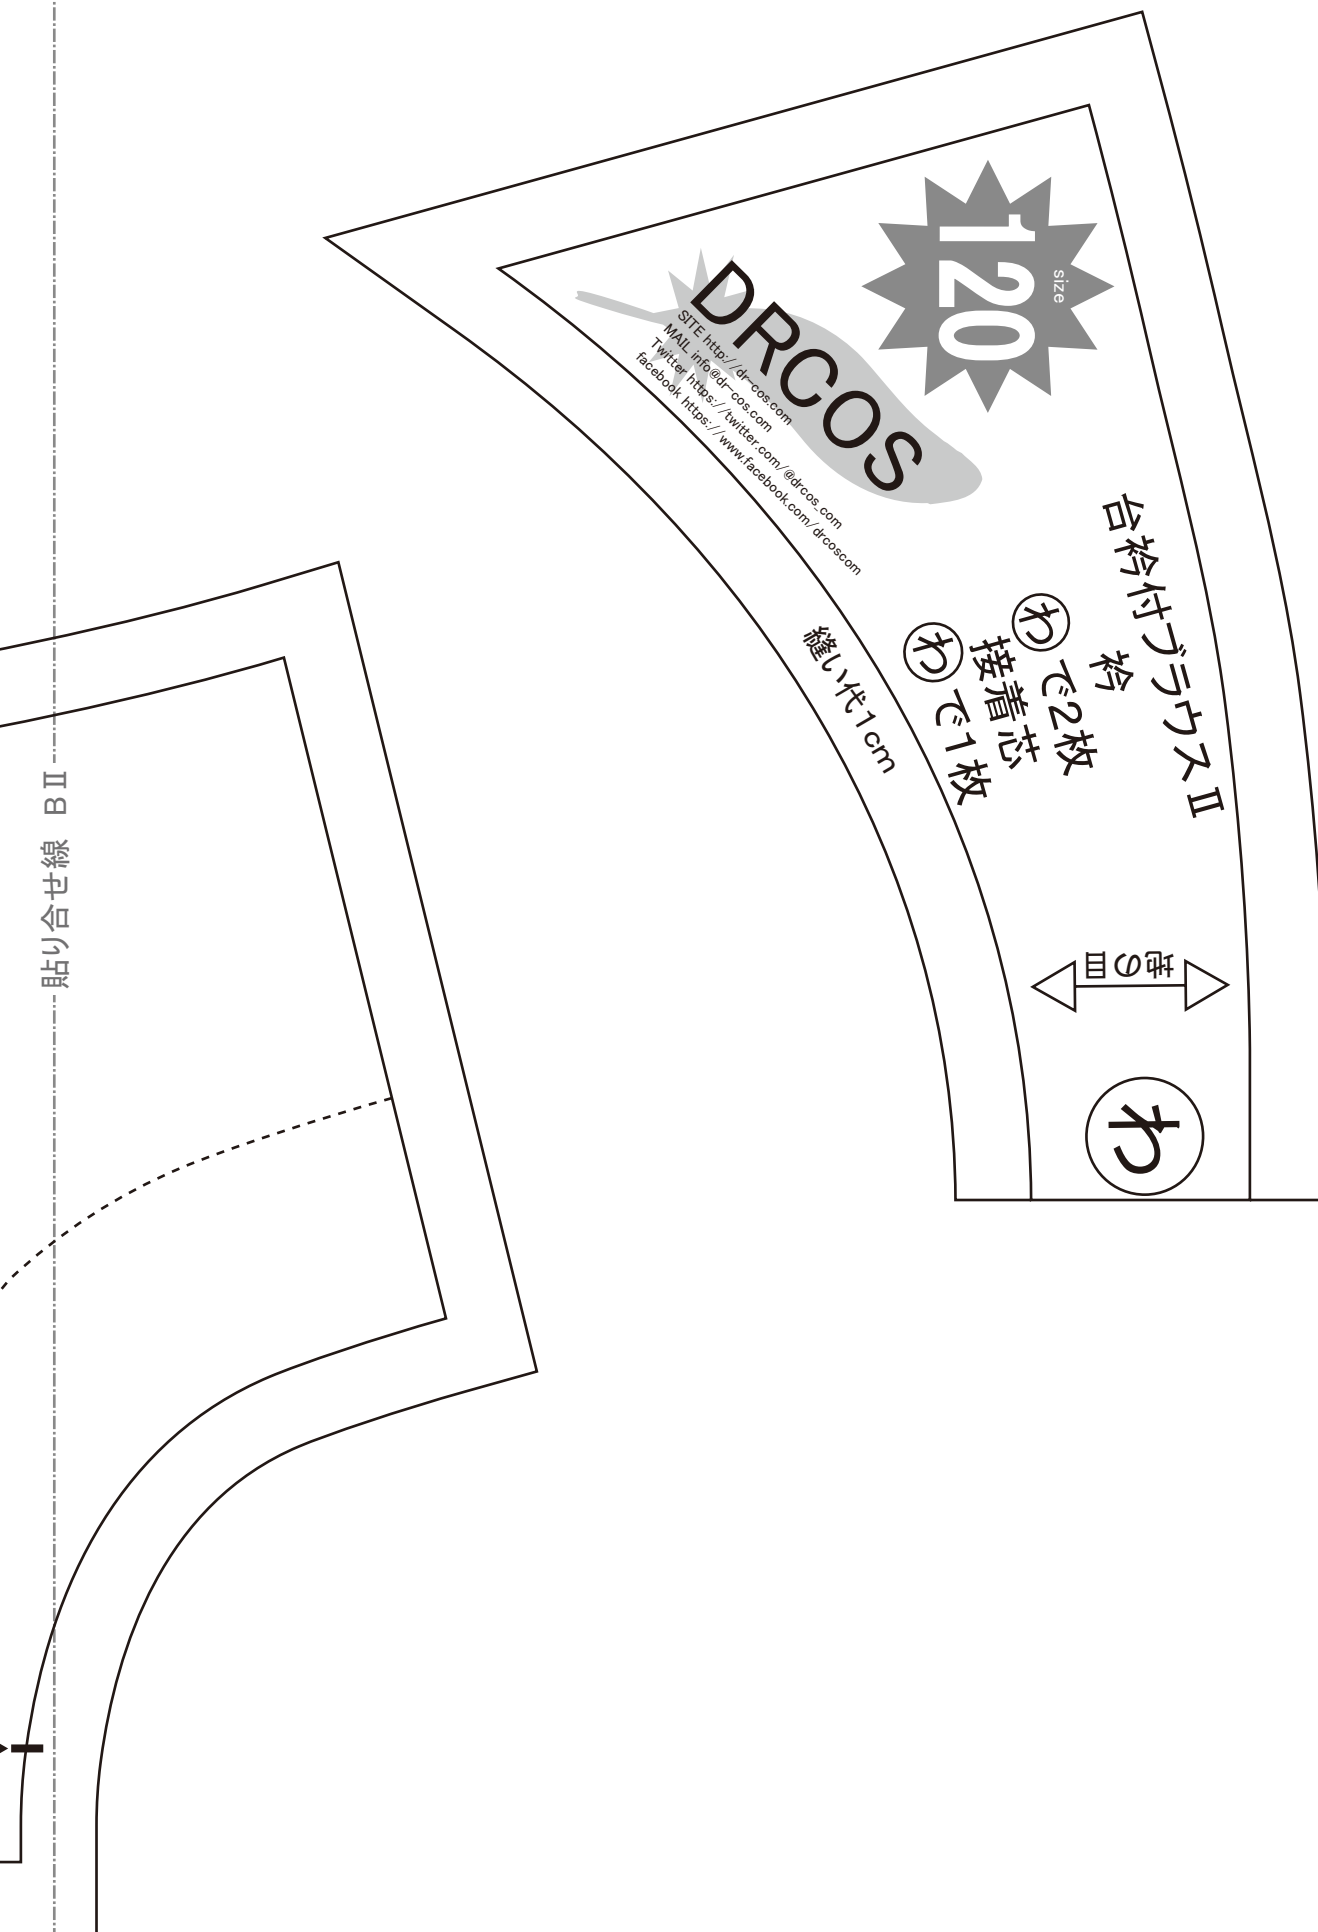 size
120
DRCOS
SITE http://dr-cos.com
MAIL info@dr-cos.com
Twitter https://twitter.com/@drcos_com
facebook https://www.facebook.com/drcoscom
台衿付ブラウスⅡ
衿
わで2枚
接着芯
わで1枚
縫い代1cm
地の目
わ
貼り合せ線 BⅡ